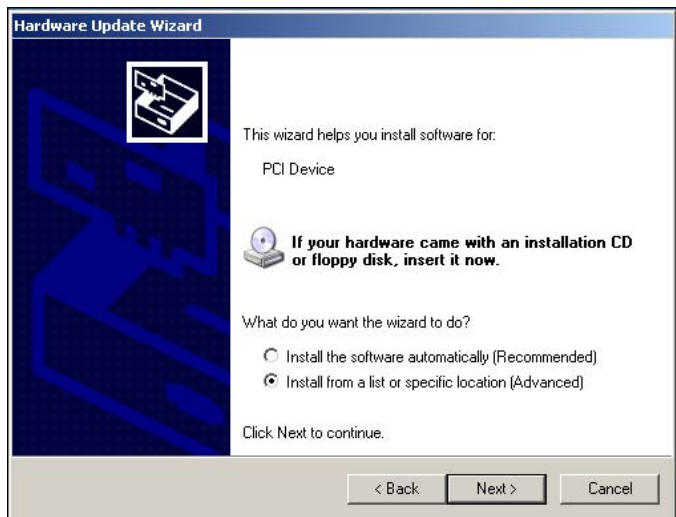 Hardware Update Wizard
This wizard helps you install software for:
PCI Device
If your hardware came with an installation CD
or floppy disk, insert it now.
What do you want the wizard to do?
Install the software automatically (Recommended)
Install from a list or specific location (Advanced)
Click Next to continue.
< Back Next > Cancel